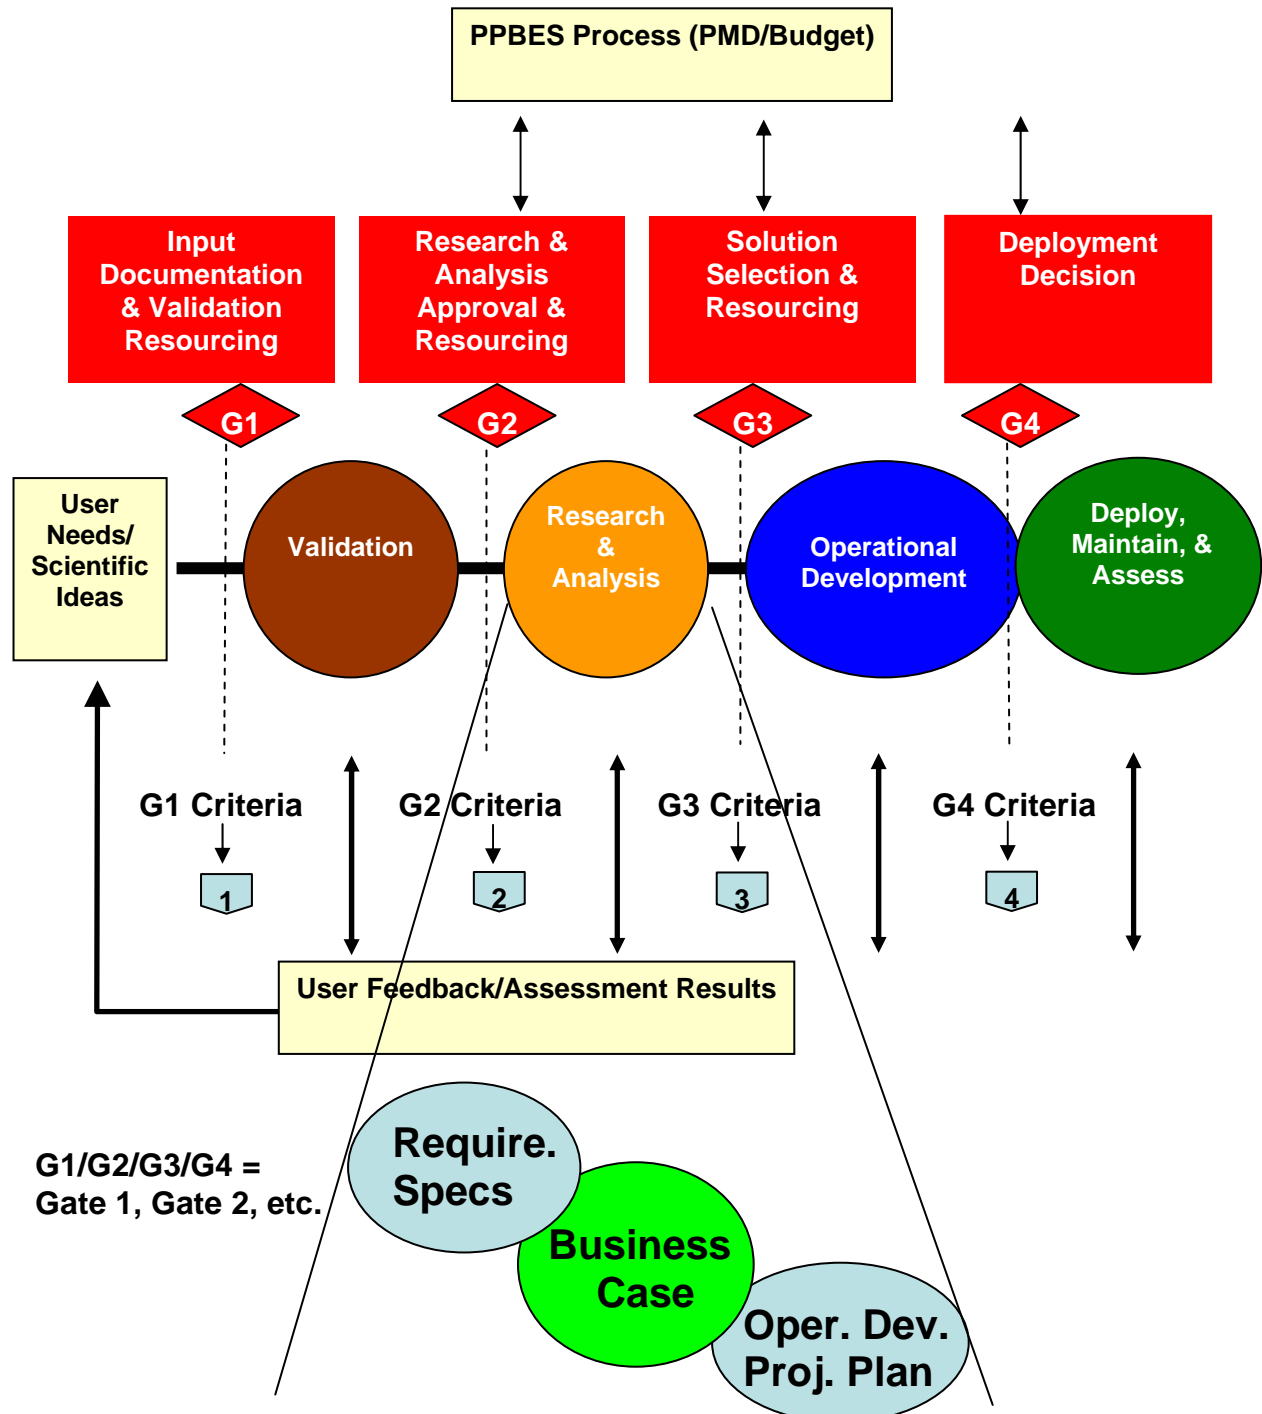 PPBES Process (PMD/Budget)
Input
Documentation
& Validation
Resourcing
Research &
Analysis
Approval &
Resourcing
Solution
Selection &
Resourcing
Deployment
Decision
G1
G2
G3
G4
User
Needs/
Scientific
Ideas
Validation
Research
&
Analysis
Operational
Development
Deploy,
Maintain, &
Assess
G1 Criteria
G2 Criteria
G3 Criteria
G4 Criteria
1
2
3
4
User Feedback/Assessment Results
G1/G2/G3/G4 =
Gate 1, Gate 2, etc.
Require.
Specs
Business
Case
Oper. Dev.
Proj. Plan